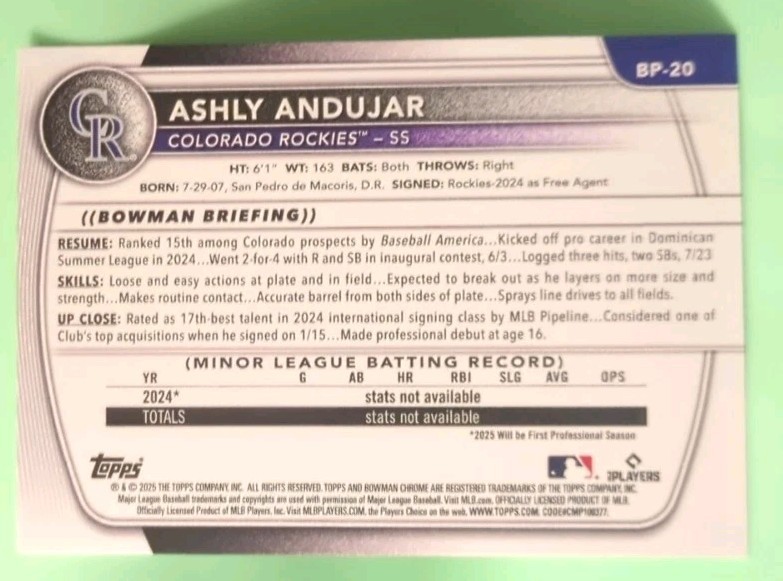 BP-20
CR
ASHLY ANDUJAR
COLORADO ROCKIES™ – SS
HT: 6'1" WT: 163 BATS: Both THROWS: Right
BORN: 7-29-07, San Pedro de Macoris, D.R. SIGNED: Rockies-2024 as Free Agent
((BOWMAN BRIEFING))
RESUME: Ranked 15th among Colorado prospects by Baseball America...Kicked off pro career in Dominican
Summer League in 2024...Went 2-for-4 with R and SB in inaugural contest, 6/3...Logged three hits, two SBs, 7/23
SKILLS: Loose and easy actions at plate and in field...Expected to break out as he layers on more size and
strength...Makes routine contact...Accurate barrel from both sides of plate...Sprays line drives to all fields.
UP CLOSE: Rated as 17th-best talent in 2024 international signing class by MLB Pipeline...Considered one of
Club's top acquisitions when he signed on 1/15...Made professional debut at age 16.
(MINOR LEAGUE BATTING RECORD)
YR G AB HR RBI SLG AVG OPS
2024* stats not available
TOTALS stats not available
*2025 Will be First Professional Season
Topps
PLAYERS
® & © 2025 THE TOPPS COMPANY, INC. ALL RIGHTS RESERVED. TOPPS AND BOWMAN CHROME ARE REGISTERED TRADEMARKS OF THE TOPPS COMPANY, INC.
Major League Baseball trademarks and copyrights are used with permission of Major League Baseball. Visit MLB.com. OFFICIALLY LICENSED PRODUCT OF MLB
Officially Licensed Product of MLB Players, Inc. Visit MLBPLAYERS.COM, the Players Choice on the web. WWW.TOPPS.COM. CODE#CMP100377.